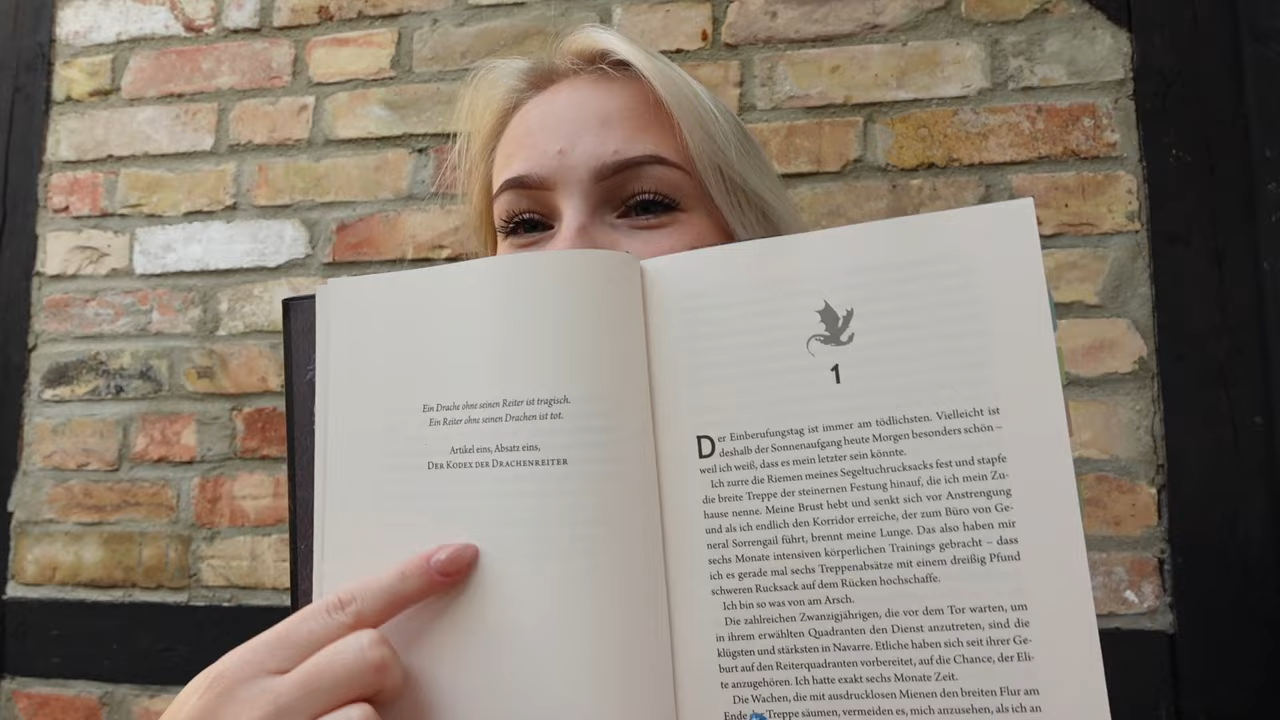 Ein Drache ohne seinen Reiter ist tragisch.
Ein Reiter ohne seinen Drachen ist tot.
Artikel eins, Absatz eins,
DER KODEX DER DRACHENREITER
1
Der Einberufungstag ist immer am tödlichsten. Vielleicht ist
deshalb der Sonnenaufgang heute Morgen besonders schön –
weil ich weiß, dass es mein letzter sein könnte.
Ich zurre die Riemen meines Segeltuchrucksacks fest und stapfe
die breite Treppe der steinernen Festung hinauf, die ich mein Zu-
hause nenne. Meine Brust hebt und senkt sich vor Anstrengung
und als ich endlich den Korridor erreiche, der zum Büro von Ge-
neral Sorrengail führt, brennt meine Lunge. Das also haben mir
sechs Monate intensiven körperlichen Trainings gebracht – dass
ich es gerade mal sechs Treppenabsätze mit einem dreißig Pfund
schweren Rucksack auf dem Rücken hochschaffe.
Ich bin so was von am Arsch.
Die zahlreichen Zwanzigjährigen, die vor dem Tor warten, um
in ihrem erwählten Quadranten den Dienst anzutreten, sind die
klügsten und stärksten in Navarre. Etliche haben sich seit ihrer Ge-
burt auf den Reiterquadranten vorbereitet, auf die Chance, der Eli-
te anzugehören. Ich hatte exakt sechs Monate Zeit.
Die Wachen, die mit ausdruckslosen Mienen den breiten Flur am
Ende der Treppe säumen, vermeiden es, mich anzusehen, als ich an